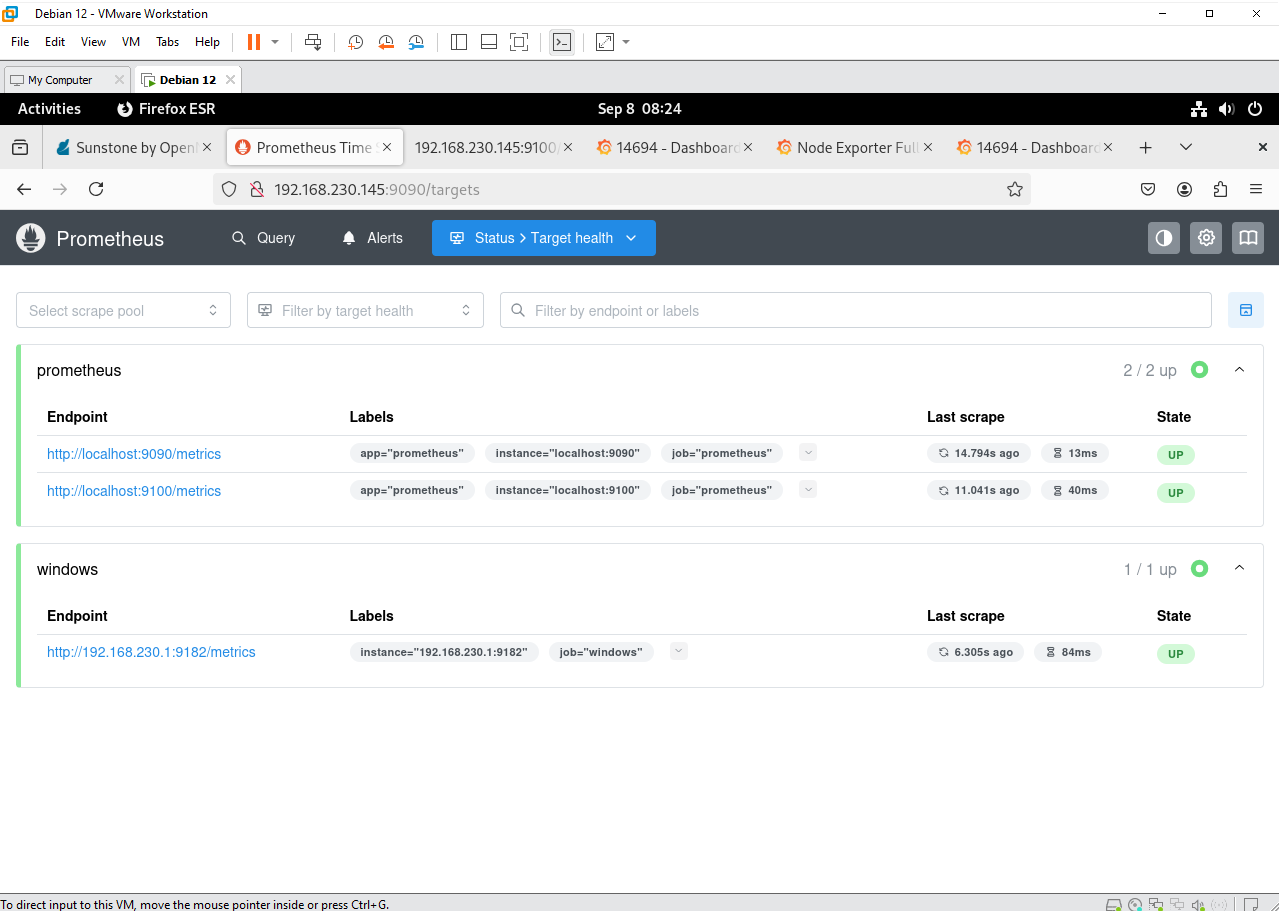 Debian 12 - VMware Workstation
File Edit View VM Tabs Help
My Computer Debian 12
Activities Firefox ESR Sep 8 08:24
Sunstone by Open Prometheus Time S 192.168.230.145:9100/ 14694 - Dashboard Node Exporter Full 14694 - Dashboard
192.168.230.145:9090/targets
Prometheus Query Alerts Status > Target health
Select scrape pool Filter by target health Filter by endpoint or labels
prometheus 2 / 2 up
Endpoint Labels Last scrape State
http://localhost:9090/metrics app="prometheus" instance="localhost:9090" job="prometheus" 14.794s ago 13ms UP
http://localhost:9100/metrics app="prometheus" instance="localhost:9100" job="prometheus" 11.041s ago 40ms UP
windows 1 / 1 up
Endpoint Labels Last scrape State
http://192.168.230.1:9182/metrics instance="192.168.230.1:9182" job="windows" 6.305s ago 84ms UP
To direct input to this VM, move the mouse pointer inside or press Ctrl+G.